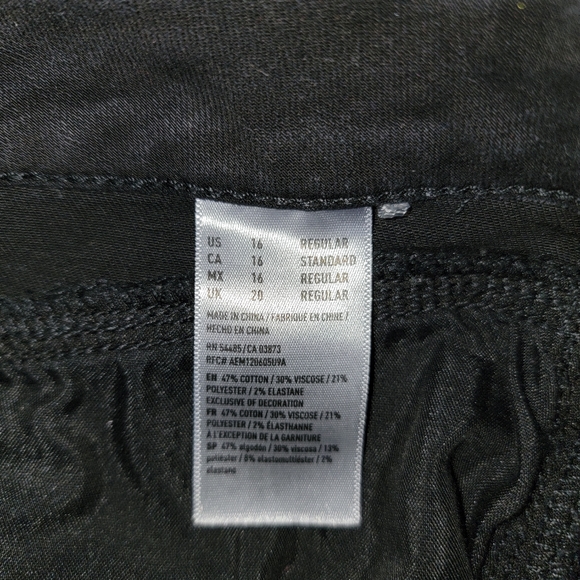 US 16 REGULAR
CA 16 STANDARD
MX 16 REGULAR
UK 20 REGULAR
MADE IN CHINA / FABRIQUÉ EN CHINE /
HECHO EN CHINA
RN 54485 / CA 03873
RFC# AEM120605U9A
EN 47% COTTON / 30% VISCOSE / 21%
POLYESTER / 2% ELASTANE
EXCLUSIVE OF DECORATION
FR 47% COTON / 30% VISCOSE / 21%
POLYESTER / 2% ÉLASTHANNE
À L'EXCEPTION DE LA GARNITURE
SP 47% algodón / 30% viscosa / 13%
poliéster / 8% elastomultiéster / 2%
elastano